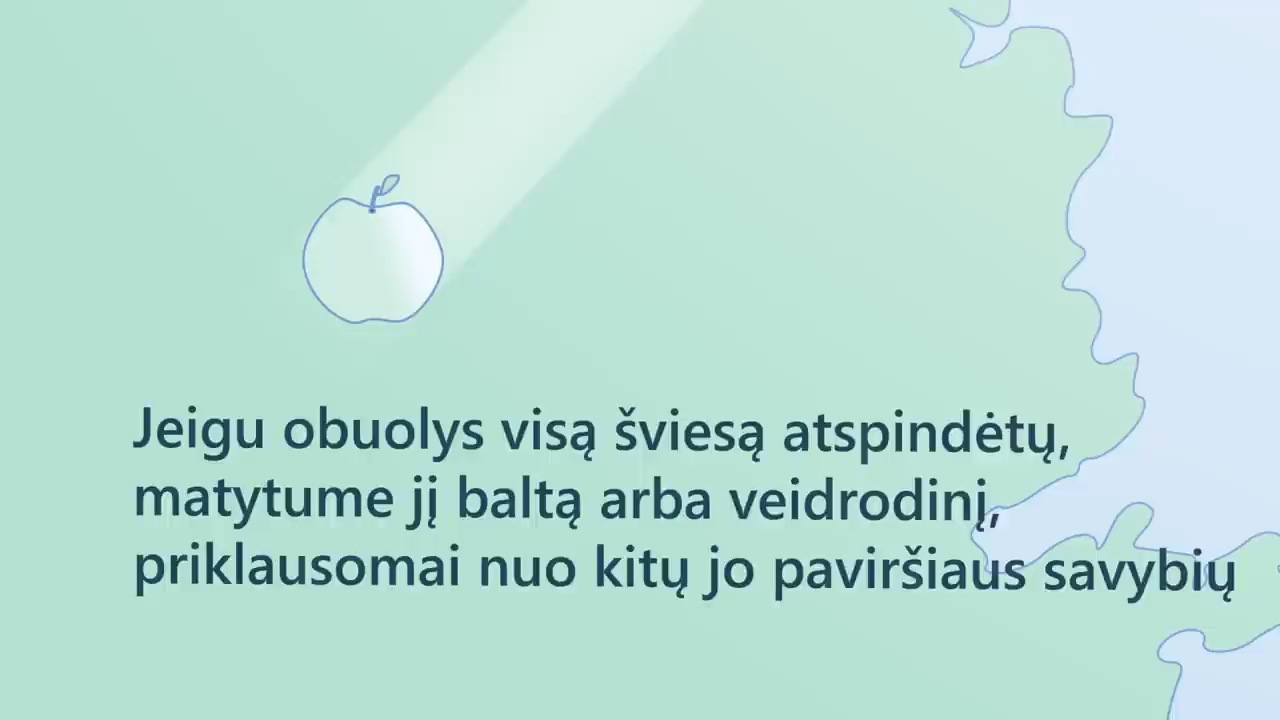 Jeigu obuolys visą šviesą atspindėtų,
matytume jį baltą arba veidrodinį,
priklausomai nuo kitų jo paviršiaus savybių